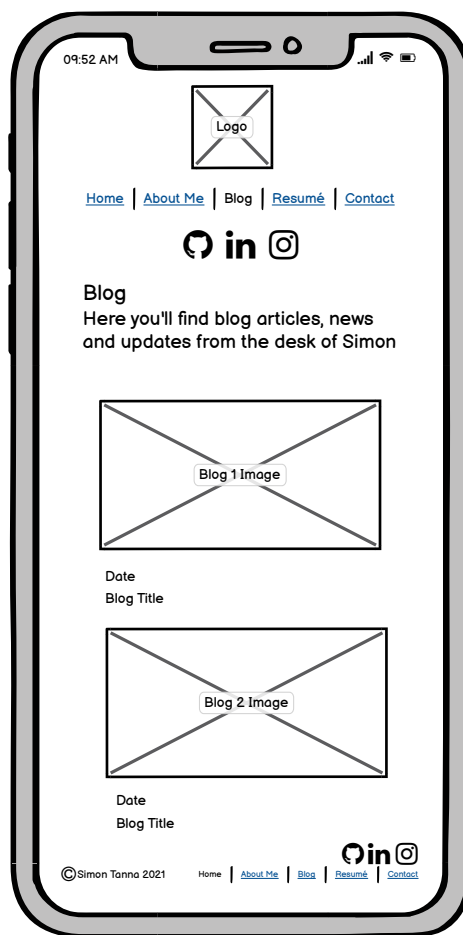 09:52 AM
Logo
Home | About Me | Blog | Resumé | Contact
in
Blog
Here you'll find blog articles, news
and updates from the desk of Simon
Blog 1 Image
Date
Blog Title
Blog 2 Image
Date
Blog Title
in
©Simon Tanna 2021 Home | About Me | Blog | Resumé | Contact